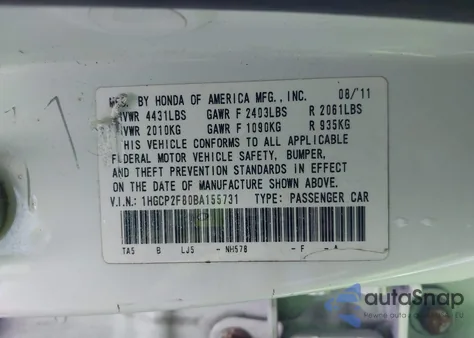 MFG. BY HONDA OF AMERICA MFG., INC. 08/'11
GVWR 4431LBS GAWR F 2403LBS R 2061LBS
GVWR 2010KG GAWR F 1090KG R 935KG
THIS VEHICLE CONFORMS TO ALL APPLICABLE
FEDERAL MOTOR VEHICLE SAFETY, BUMPER,
AND THEFT PREVENTION STANDARDS IN EFFECT
ON THE DATE OF MANUFACTURE SHOWN ABOVE.
V.I.N.: 1HGCP2F80BA155731 TYPE: PASSENGER CAR
TA5 B LJ5 - NH578 - F - A
autoSnap